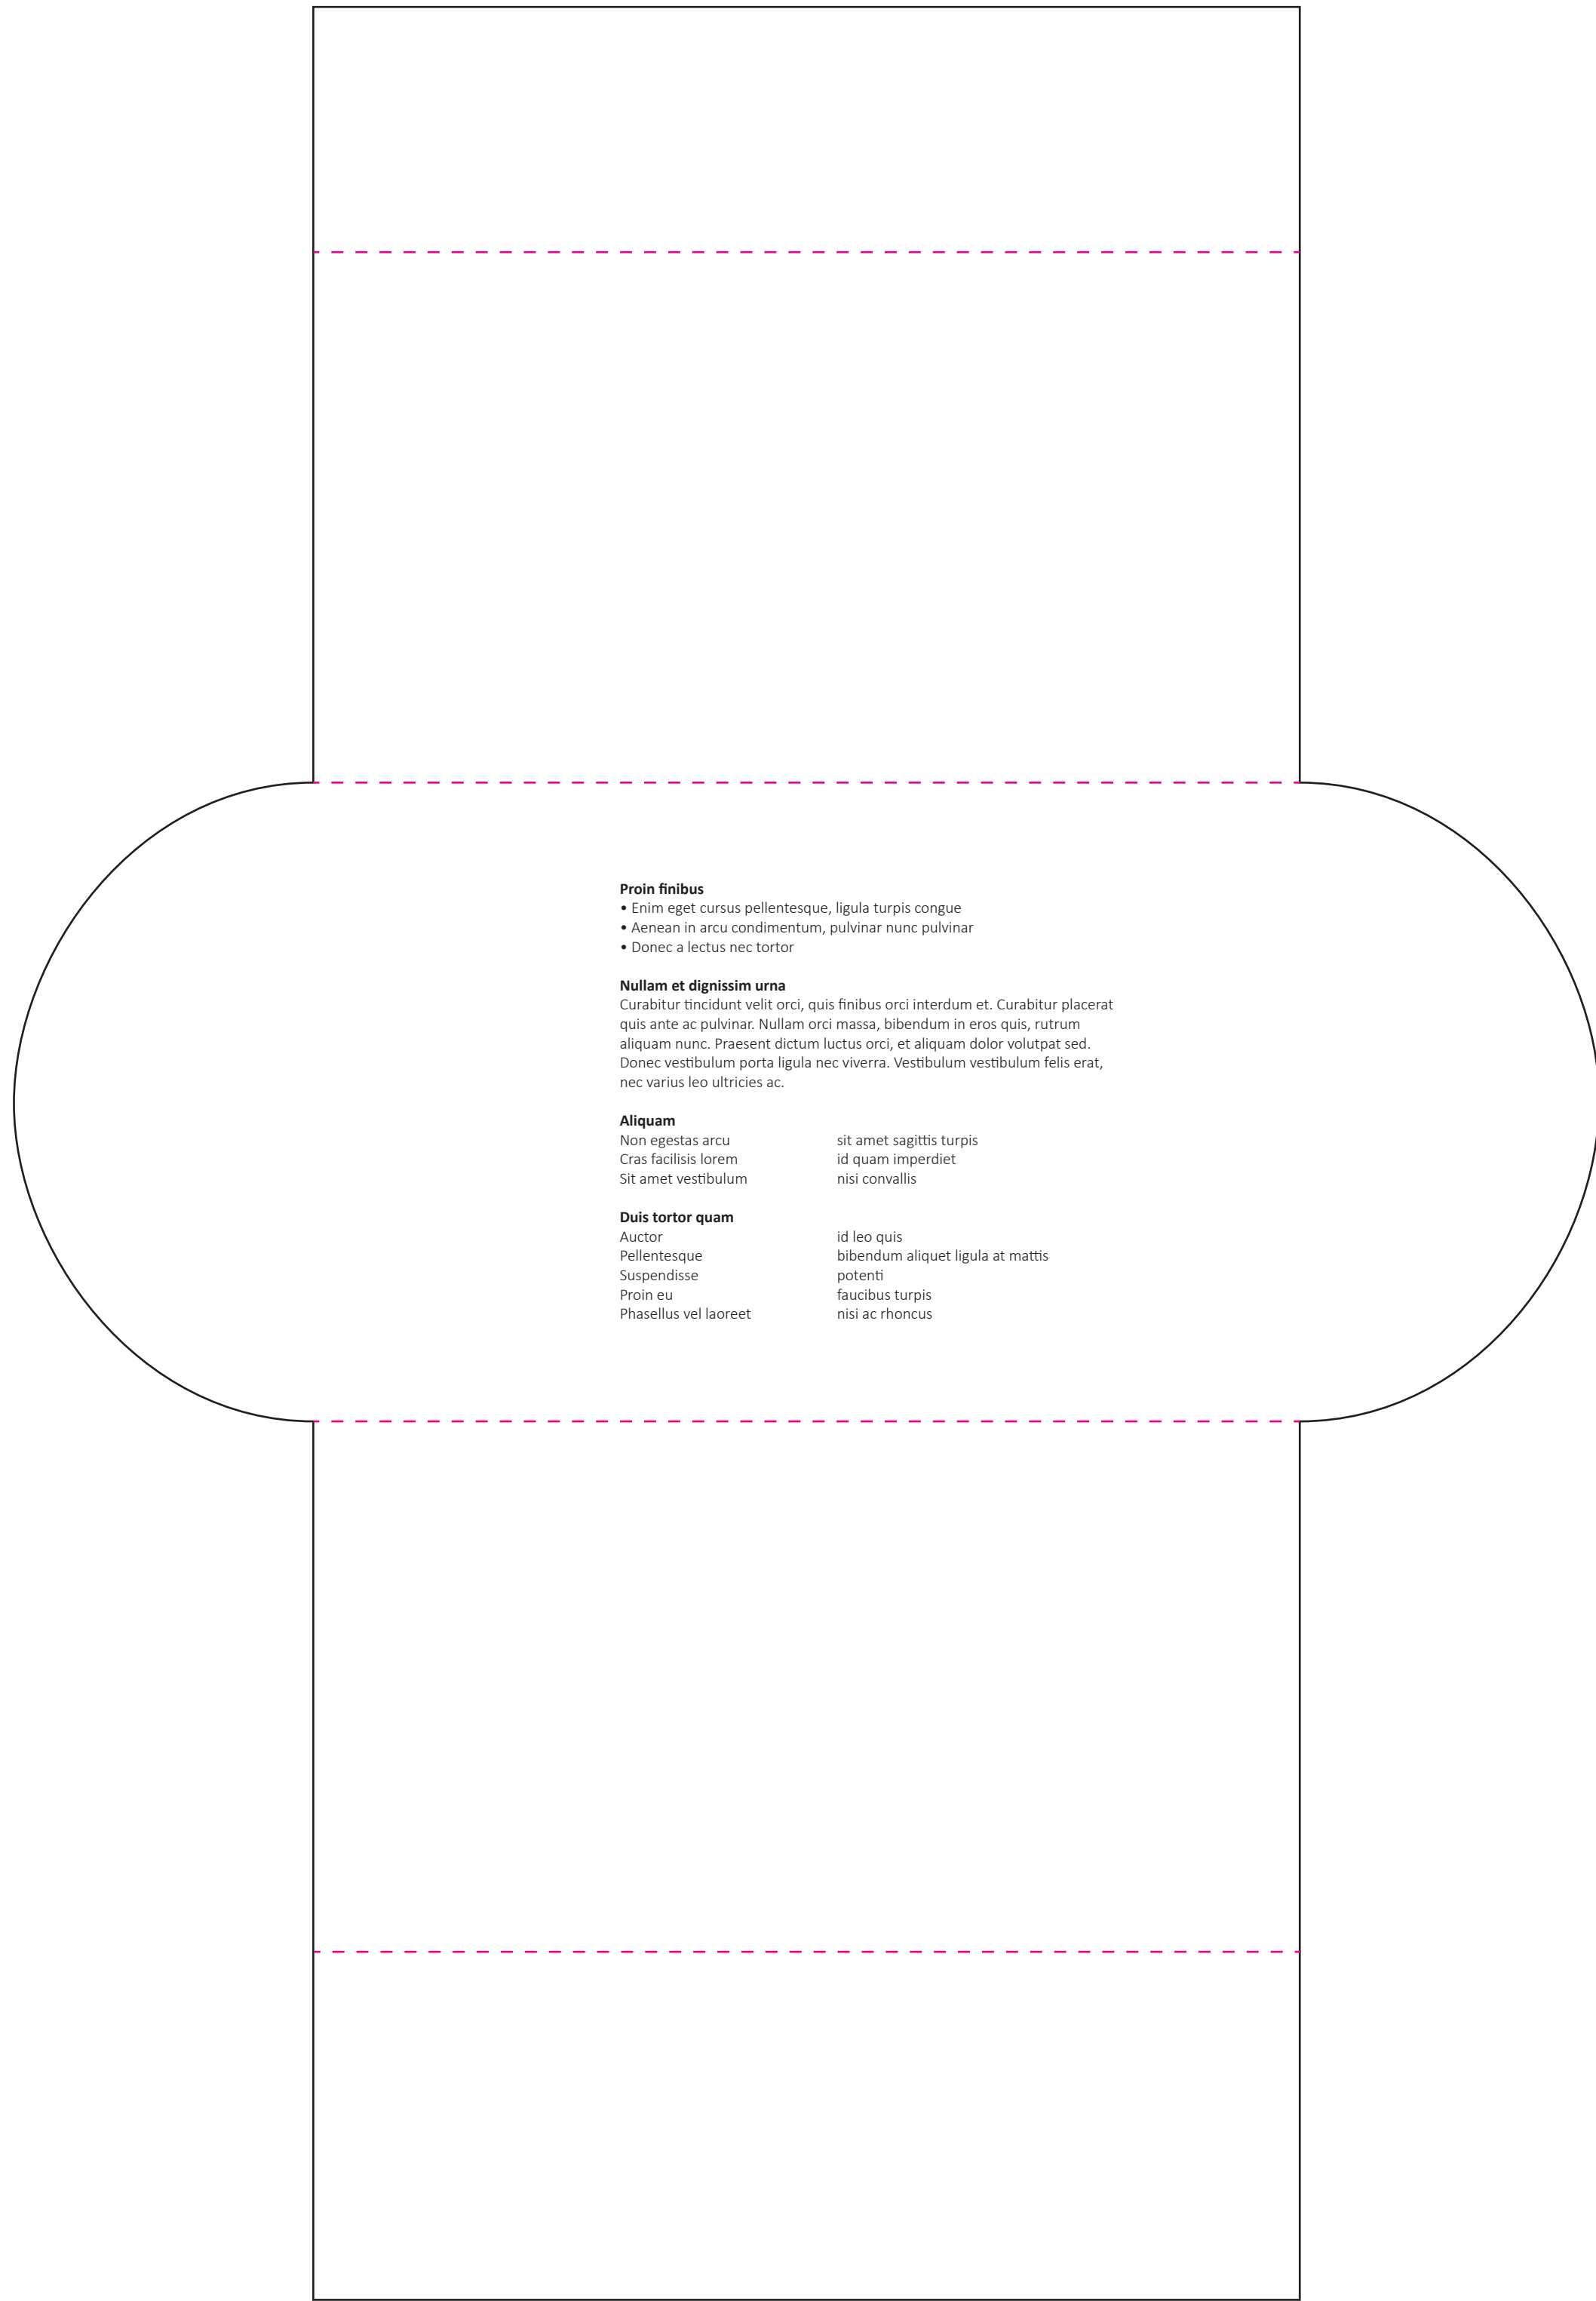 Proin finibus
• Enim eget cursus pellentesque, ligula turpis congue
• Aenean in arcu condimentum, pulvinar nunc pulvinar
• Donec a lectus nec tortor
Nullam et dignissim urna
Curabitur tincidunt velit orci, quis finibus orci interdum et. Curabitur placerat
quis ante ac pulvinar. Nullam orci massa, bibendum in eros quis, rutrum
aliquam nunc. Praesent dictum luctus orci, et aliquam dolor volutpat sed.
Donec vestibulum porta ligula nec viverra. Vestibulum vestibulum felis erat,
nec varius leo ultricies ac.
Aliquam
Non egestas arcu sit amet sagittis turpis
Cras facilisis lorem id quam imperdiet
Sit amet vestibulum nisi convallis
Duis tortor quam
Auctor id leo quis
Pellentesque bibendum aliquet ligula at mattis
Suspendisse potenti
Proin eu faucibus turpis
Phasellus vel laoreet nisi ac rhoncus